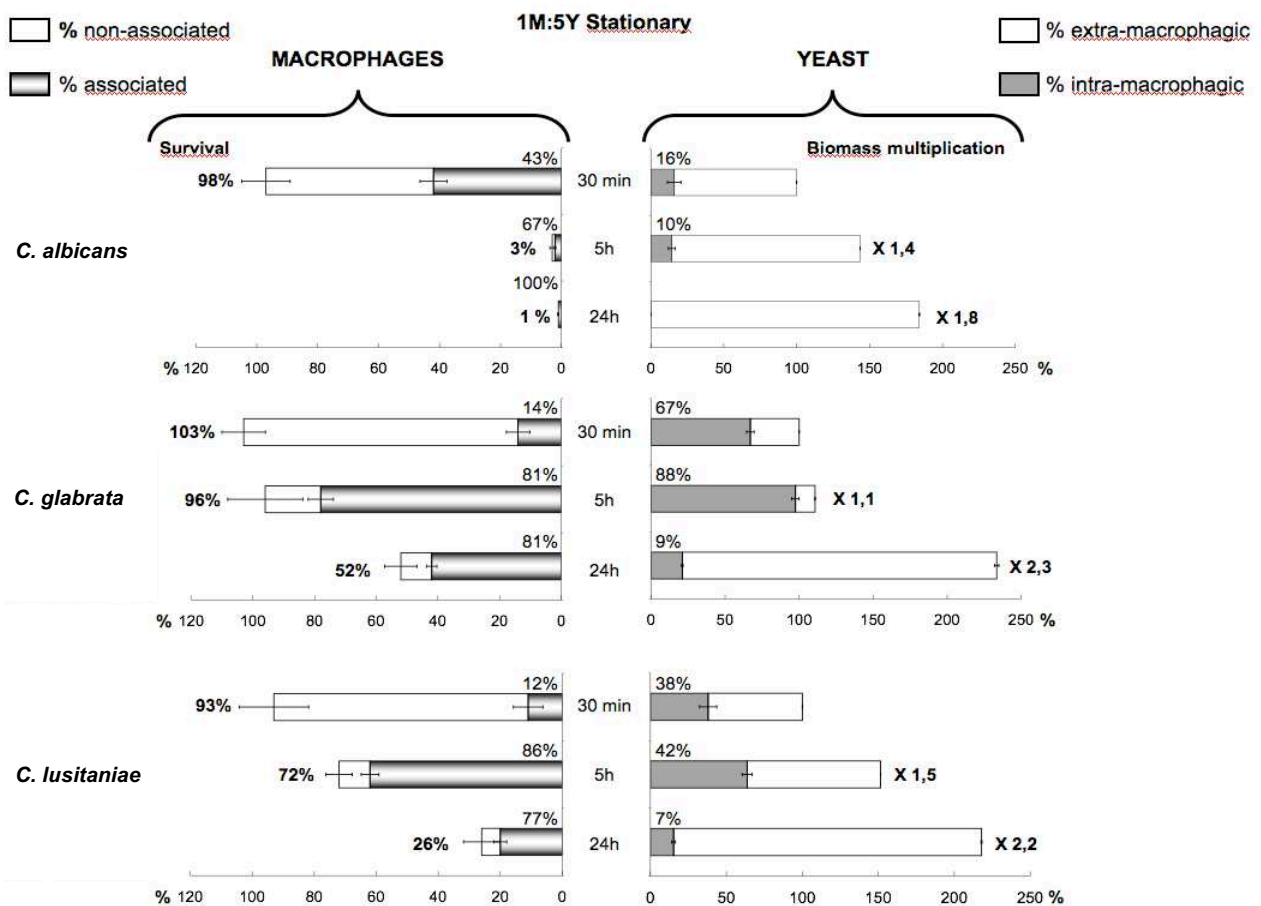 1M:5Y Stationary
% non-associated
% associated
MACROPHAGES
YEAST
% extra-macrophagic
% intra-macrophagic
Survival
Biomass multiplication
C. albicans
98%
43%
30 min
16%
3%
67%
5h
10%
X 1,4
1 %
100%
24h
X 1,8
% 120 100 80 60 40 20 0
0 50 100 150 200 250 %
C. glabrata
103%
14%
30 min
67%
96%
81%
5h
88%
X 1,1
52%
81%
24h
9%
X 2,3
% 120 100 80 60 40 20 0
0 50 100 150 200 250 %
C. lusitaniae
93%
12%
30 min
38%
72%
86%
5h
42%
X 1,5
26%
77%
24h
7%
X 2,2
% 120 100 80 60 40 20 0
0 50 100 150 200 250 %